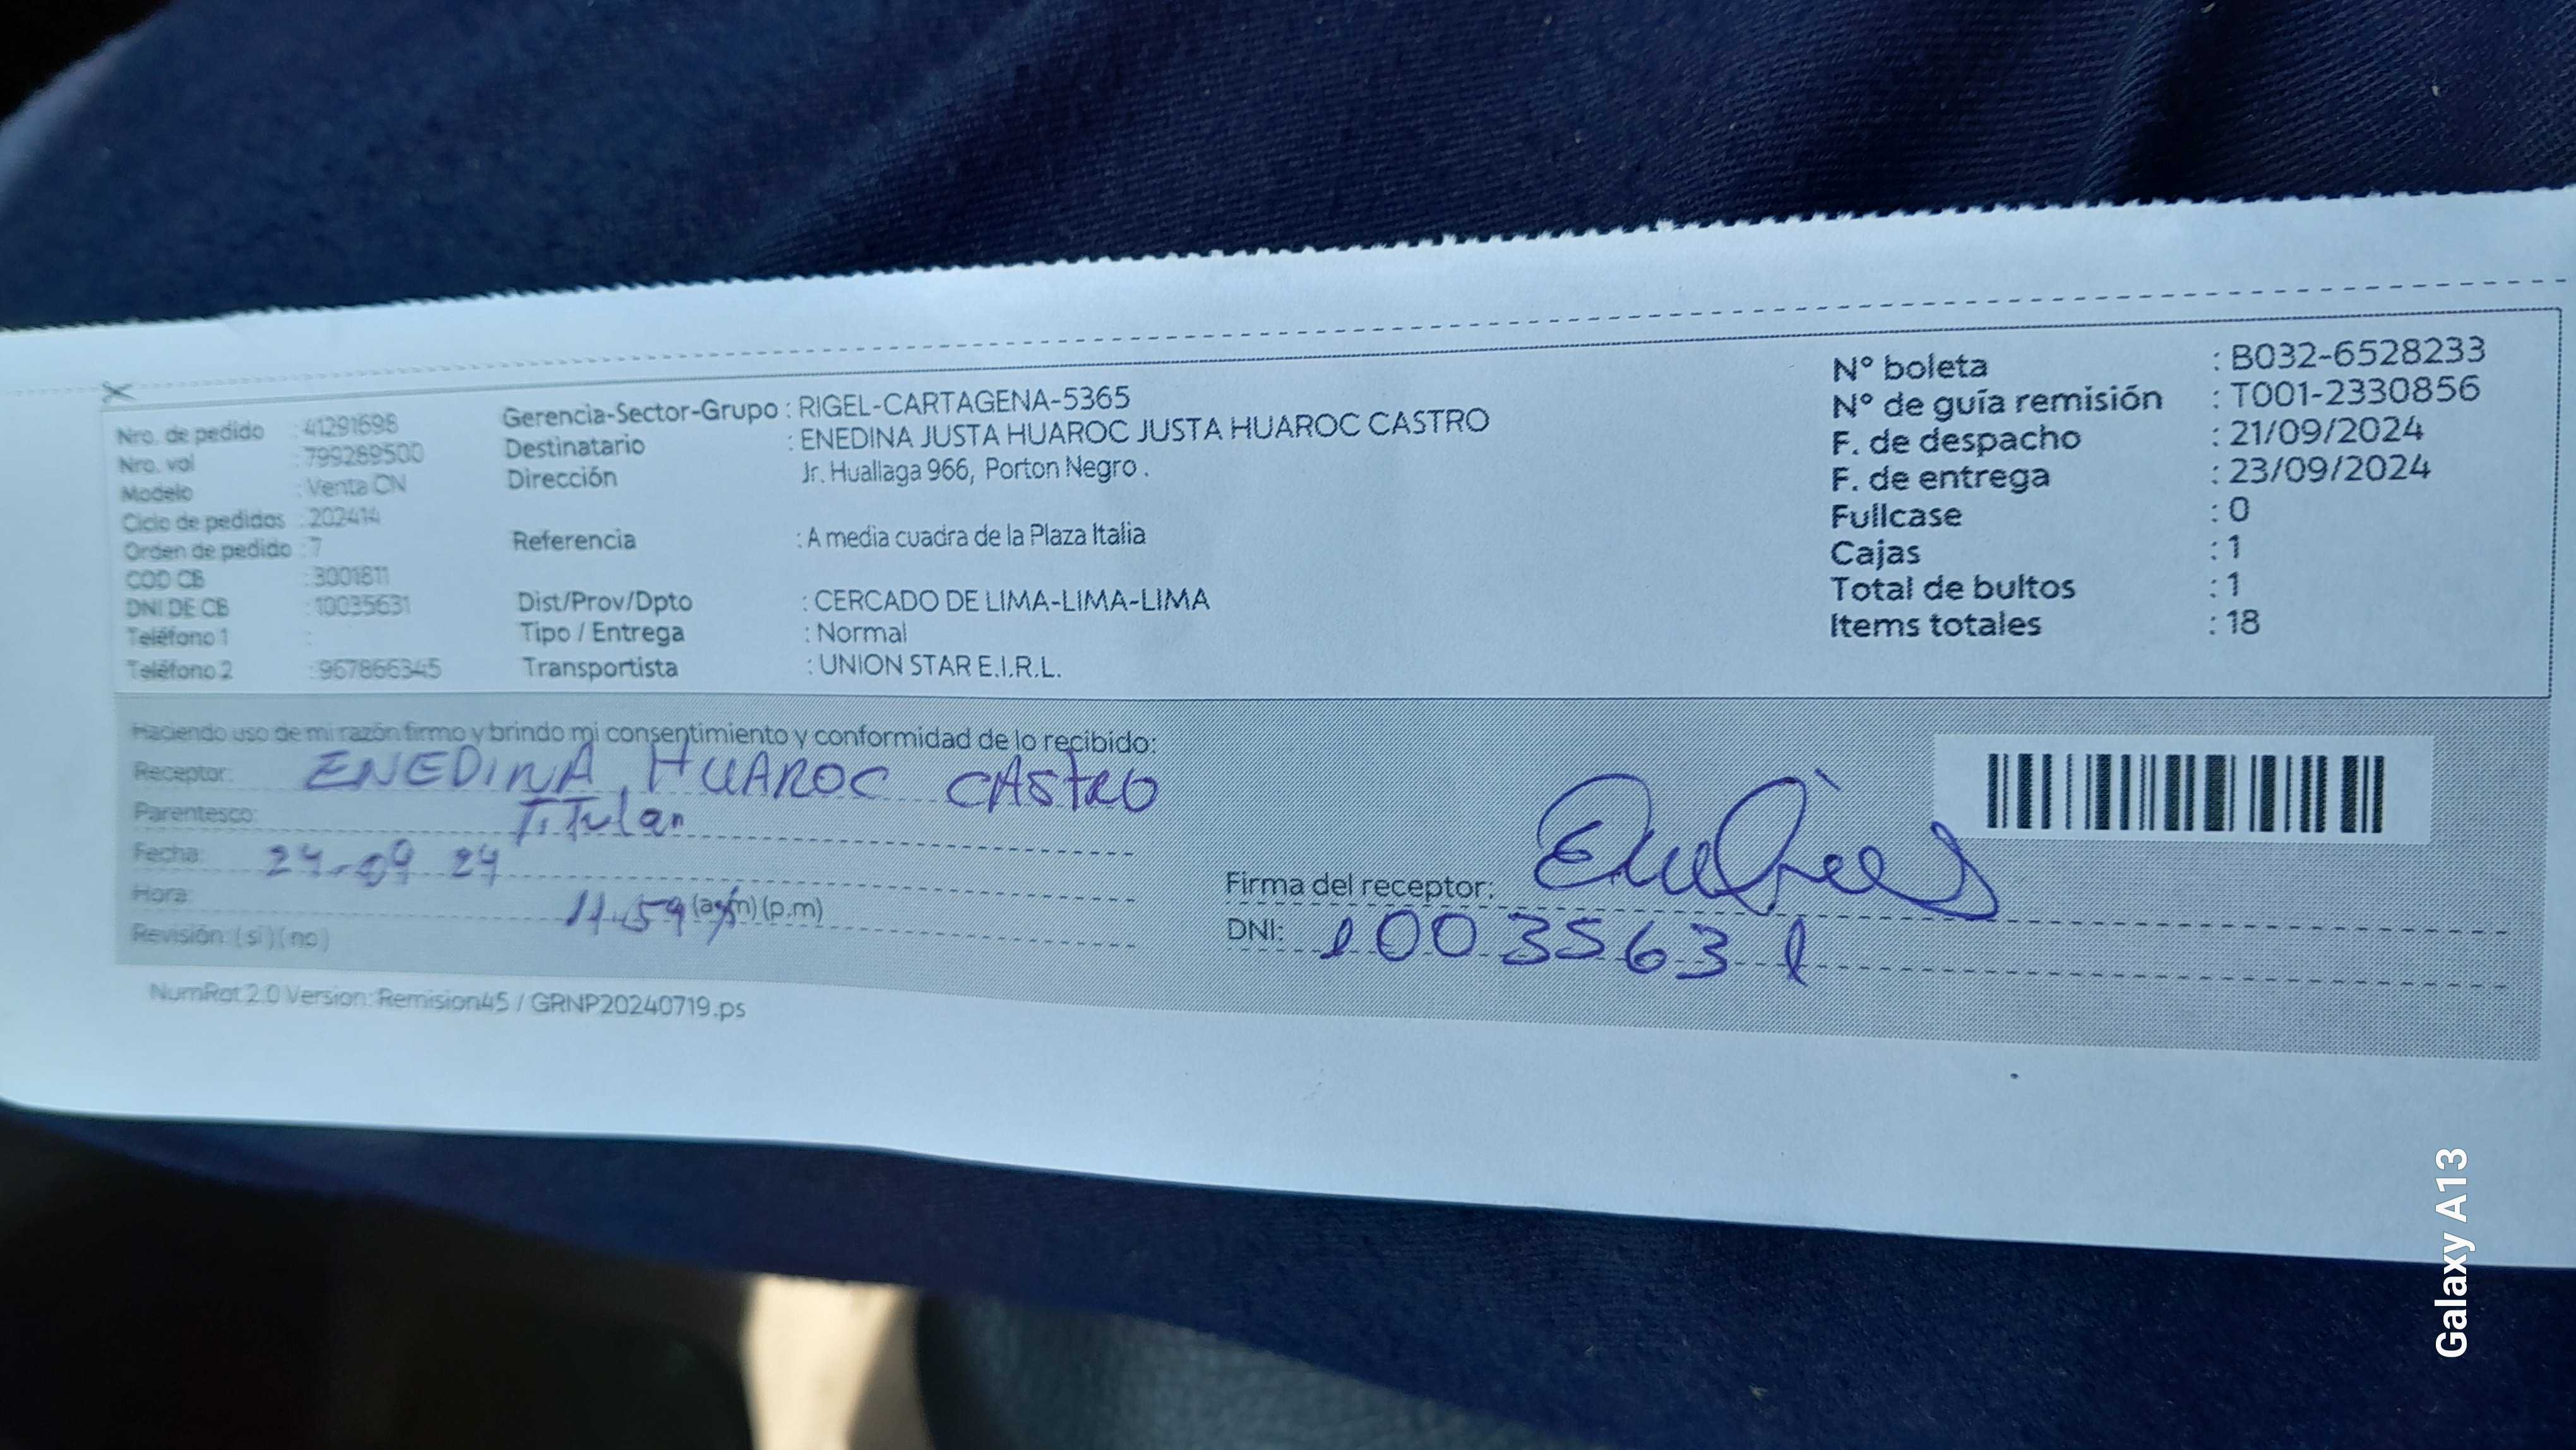 Nro. de pedido : 41291698
Nro. vol : 799289500
Modelo : Venta CN
Ciclo de pedidos : 202414
Orden de pedido : 7
COD CB : 3001811
DNI DE CB : 10035631
Teléfono 1 :
Teléfono 2 : 967866345
Gerencia-Sector-Grupo : RIGEL-CARTAGENA-5365
Destinatario : ENEDINA JUSTA HUAROC JUSTA HUAROC CASTRO
Dirección Jr. Huallaga 966, Porton Negro .
Referencia : A media cuadra de la Plaza Italia
Dist/Prov/Dpto : CERCADO DE LIMA-LIMA-LIMA
Tipo / Entrega : Normal
Transportista : UNION STAR E.I.R.L.
N° boleta : B032-6528233
N° de guía remisión : T001-2330856
F. de despacho : 21/09/2024
F. de entrega : 23/09/2024
Fullcase : 0
Cajas : 1
Total de bultos : 1
Items totales : 18
Haciendo uso de mi razón firmo y brindo mi consentimiento y conformidad de lo recibido:
Receptor: ENEDINA HUAROC CASTRO
Parentesco: Titular
Fecha: 24-09 24
Hora: 11:59 (a.m) (p.m)
Revisión: ( si ) ( no )
Firma del receptor:
DNI: 10035631
NumRot 2.0 Version: Remision45 / GRNP20240719.ps
Galaxy A13